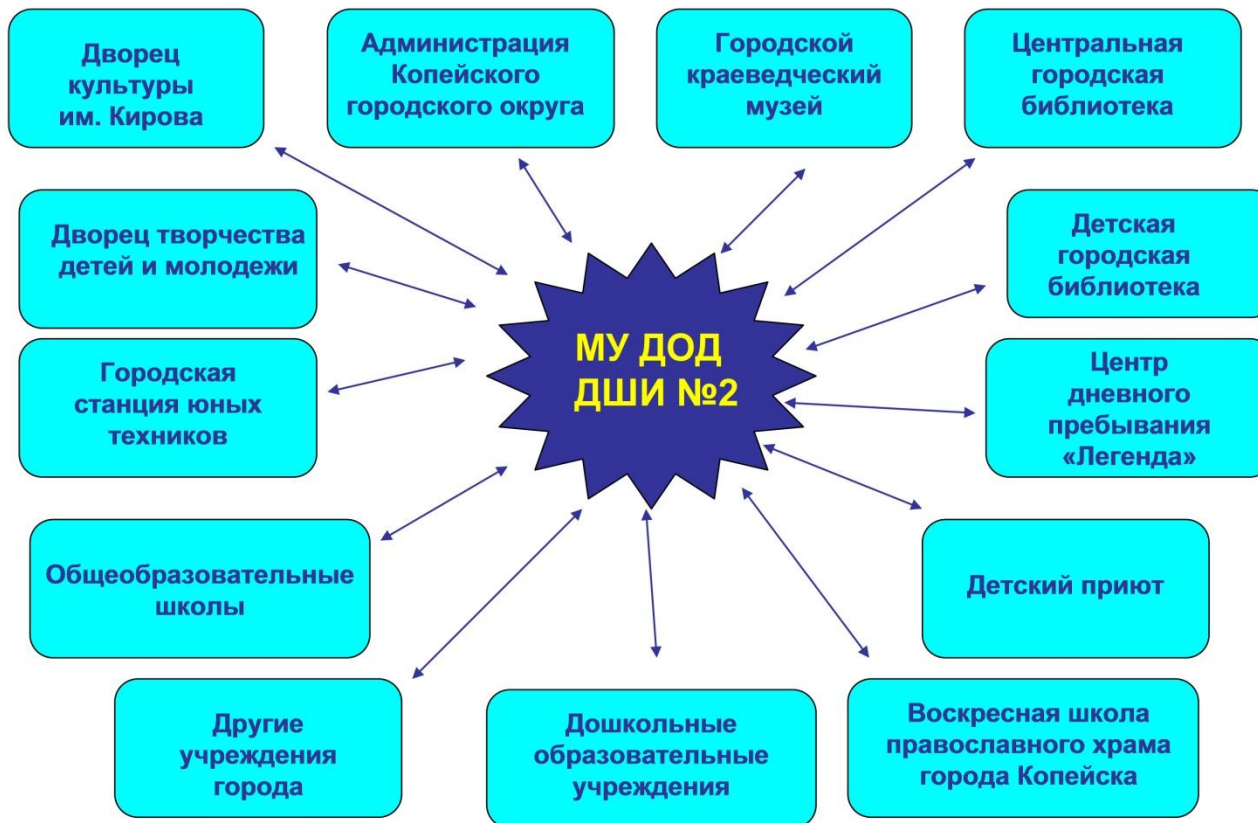 Дворец
культуры
им. Кирова
Администрация
Копейского
городского округа
Городской
краеведческий
музей
Центральная
городская
библиотека
Дворец творчества
детей и молодежи
Детская
городская
библиотека
МУ ДОД
ДШИ №2
Городская
станция юных
техников
Центр
дневного
пребывания
«Легенда»
Общеобразовательные
школы
Детский приют
Другие
учреждения
города
Дошкольные
образовательные
учреждения
Воскресная школа
православного храма
города Копейска